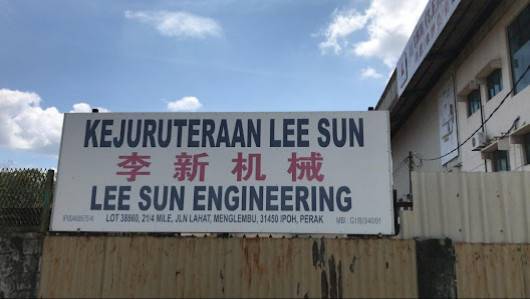 KEJURUTERAAN LEE SUN
李新机械
LEE SUN ENGINEERING
LOT 38860, 21/4 MILE, JLN LAHAT, MENGLEMBU, 31450 IPOH, PERAK